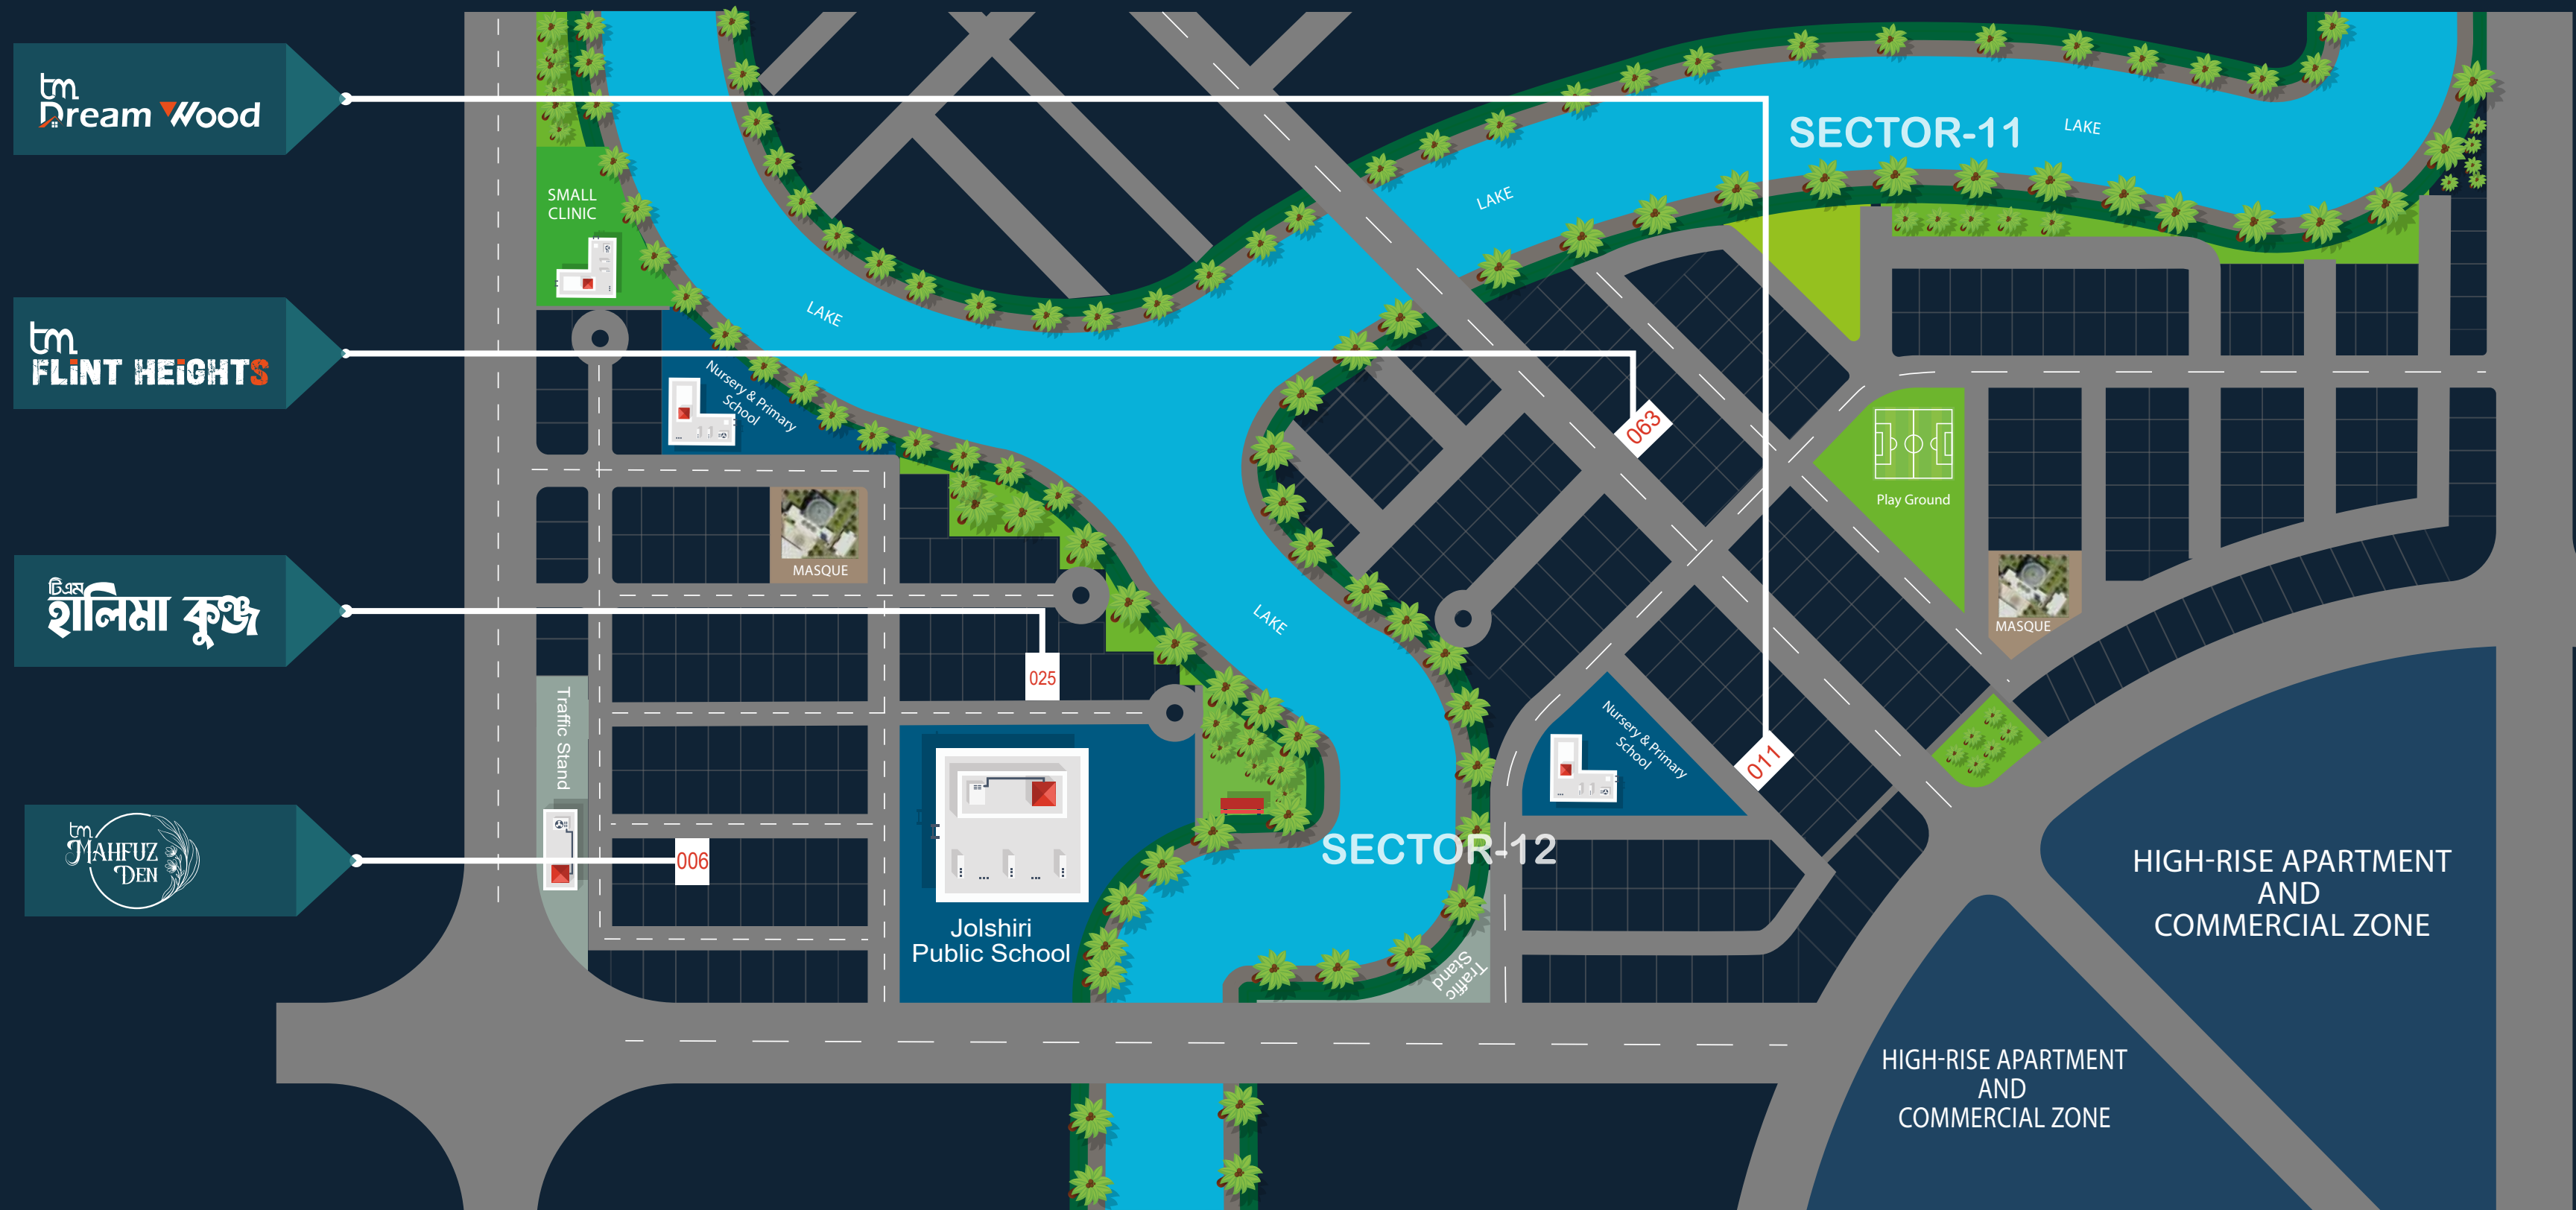 tm
Dream Wood
tm
FLiNT HEiGHTS
টিএম
হালিমা কুঞ্জ
tm
MAHFUZ
DEN
SECTOR-11
LAKE
LAKE
SMALL
CLINIC
LAKE
Nursery & Primary
School
063
Play Ground
MASQUE
MASQUE
LAKE
025
Traffic Stand
Nursery & Primary
School
011
006
SECTOR-12
Jolshiri
Public School
Traffic
Stand
HIGH-RISE APARTMENT
AND
COMMERCIAL ZONE
HIGH-RISE APARTMENT
AND
COMMERCIAL ZONE